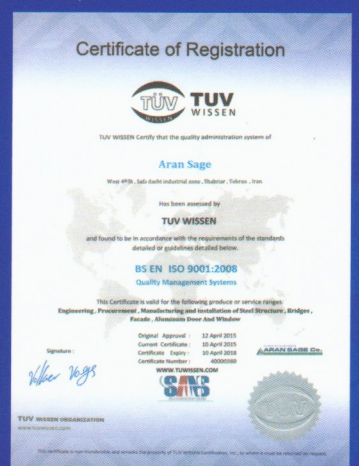 Certificate of Registration
TÜV
WISSEN
TUV
WISSEN
TUV WISSEN Certify that the quality administration system of
Aran Sage
Tehran , Iran
Has been assessed by
TUV WISSEN
and found to be in accordance with the requirements of the standards
detailed or guidelines detailed below.
BS EN ISO 9001:2008
Quality Management Systems
This Certificate is valid for the following produce or service ranges
Engineering , Procurement , Manufacturing and installation of Steel Structure , Bridges ,
Facade , Aluminum Door And Window
Original Approval : 12 April 2015
Current Certificate : 10 April 2015
Certificate Expiry : 10 April 2018
Certificate Number : 40000580
WWW.TUWISSEN.COM
Signature :
ARAN SAGE Co.
TUV WISSEN ORGANIZATION